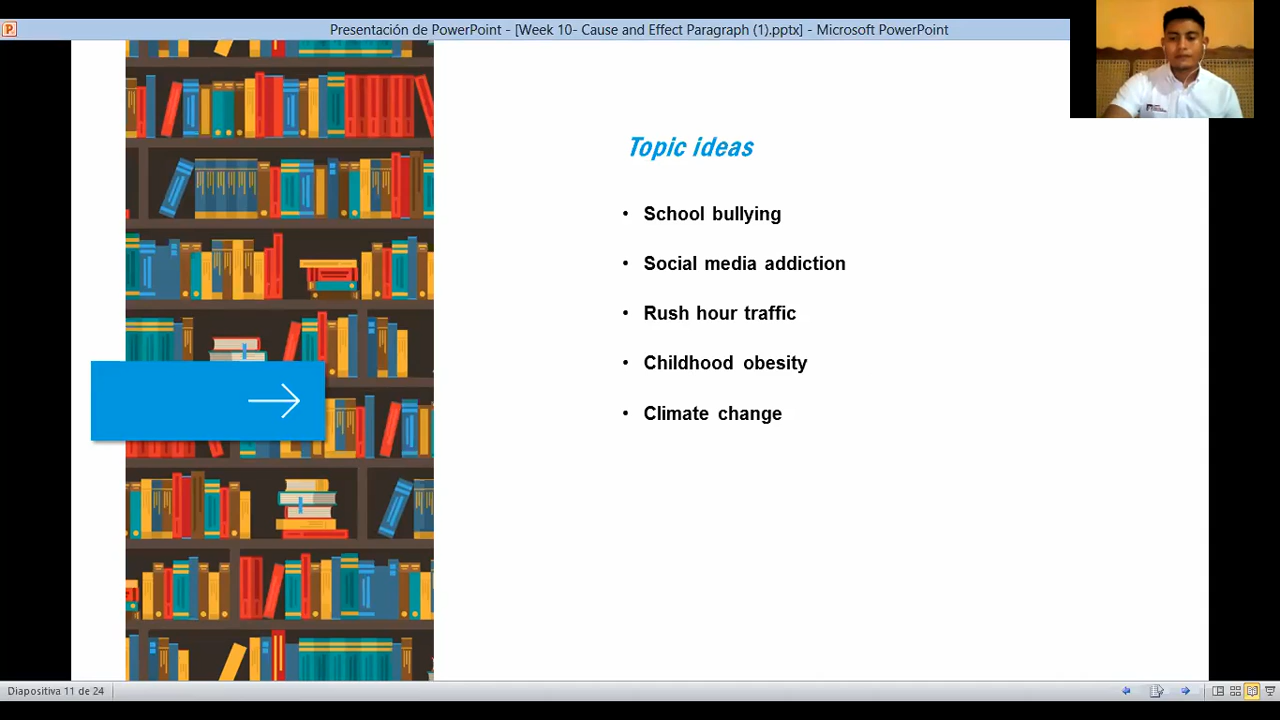 Presentación de PowerPoint - [Week 10- Cause and Effect Paragraph (1).pptx] - Microsoft PowerPoint
Topic ideas
• School bullying
• Social media addiction
• Rush hour traffic
• Childhood obesity
• Climate change
Diapositiva 11 de 24